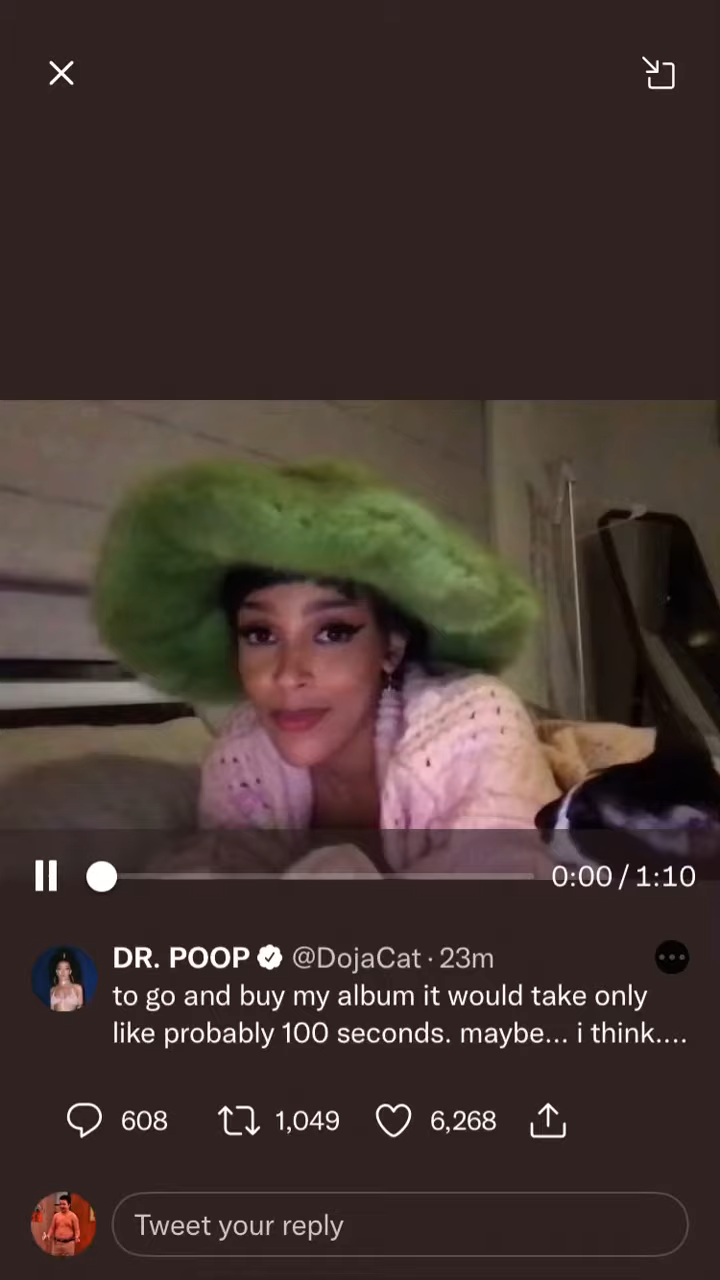 0:00 / 1:10
DR. POOP @DojaCat · 23m
to go and buy my album it would take only
like probably 100 seconds. maybe... i think....
608 1,049 6,268
Tweet your reply